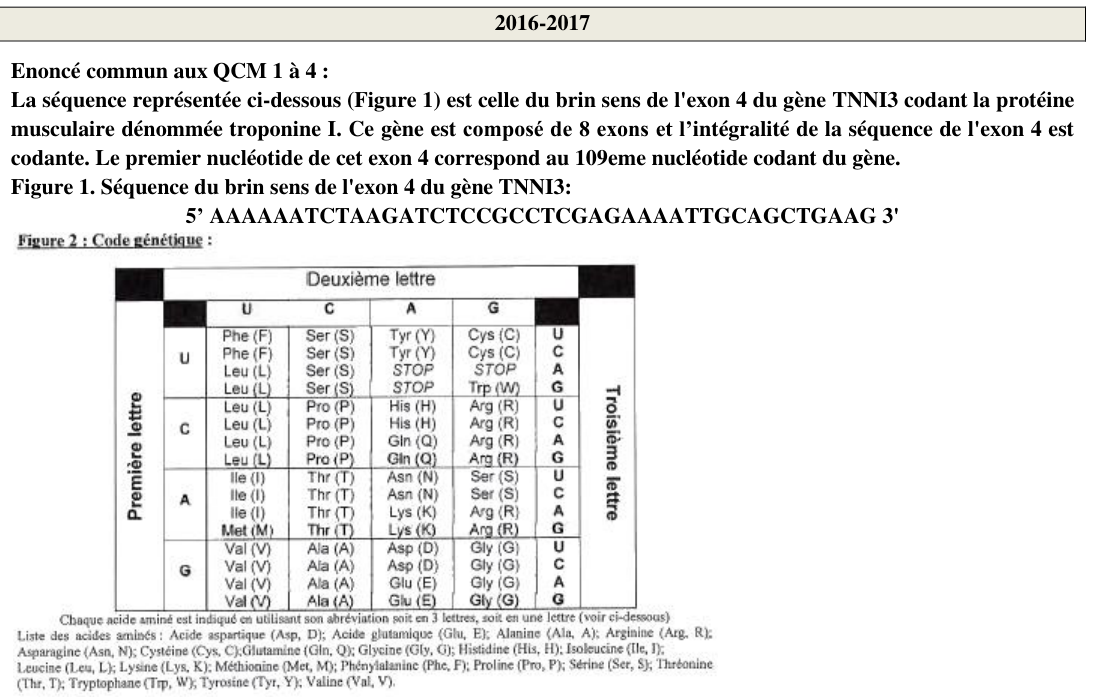 2016-2017
Enoncé commun aux QCM 1 à 4 :
La séquence représentée ci-dessous (Figure 1) est celle du brin sens de l'exon 4 du gène TNNI3 codant la protéine
musculaire dénommée troponine I. Ce gène est composé de 8 exons et l’intégralité de la séquence de l'exon 4 est
codante. Le premier nucléotide de cet exon 4 correspond au 109eme nucléotide codant du gène.
Figure 1. Séquence du brin sens de l'exon 4 du gène TNNI3:
5’ AAAAAATCTAAGATCTCCGCCTCGAGAAAATTGCAGCTGAAG 3'
Figure 2 : Code génétique :
Deuxième lettre
U C A G
Première lettre
Troisième lettre
Phe (F) Ser (S) Tyr (Y) Cys (C) U
Phe (F) Ser (S) Tyr (Y) Cys (C) C
U
Leu (L) Ser (S) STOP STOP A
Leu (L) Ser (S) STOP Trp (W) G
Leu (L) Pro (P) His (H) Arg (R) U
Leu (L) Pro (P) His (H) Arg (R) C
C
Leu (L) Pro (P) Gln (Q) Arg (R) A
Leu (L) Pro (P) Gln (Q) Arg (R) G
Ile (I) Thr (T) Asn (N) Ser (S) U
Ile (I) Thr (T) Asn (N) Ser (S) C
A
Ile (I) Thr (T) Lys (K) Arg (R) A
Met (M) Thr (T) Lys (K) Arg (R) G
Val (V) Ala (A) Asp (D) Gly (G) U
Val (V) Ala (A) Asp (D) Gly (G) C
G
Val (V) Ala (A) Glu (E) Gly (G) A
Val (V) Ala (A) Glu (E) Gly (G) G
Chaque acide aminé est indiqué en utilisant son abréviation soit en 3 lettres, soit en une lettre (voir ci-dessous)
Liste des acides aminés : Acide aspartique (Asp, D); Acide glutamique (Glu, E); Alanine (Ala, A); Arginine (Arg, R);
Asparagine (Asn, N); Cystéine (Cys, C);Glutamine (Gln, Q); Glycine (Gly, G); Histidine (His, H); Isoleucine (Ile, I);
Leucine (Leu, L); Lysine (Lys, K); Méthionine (Met, M); Phénylalanine (Phe, F); Proline (Pro, P); Sérine (Ser, S); Thréonine
(Thr, T); Tryptophane (Trp, W); Tyrosine (Tyr, Y); Valine (Val, V).